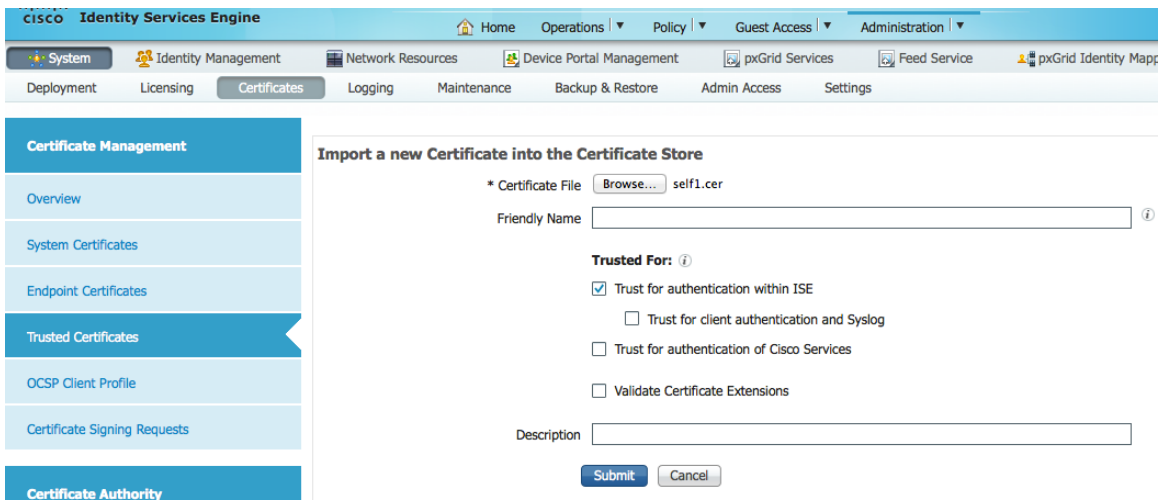 CISCO Identity Services Engine
Home Operations ▼ Policy ▼ Guest Access ▼ Administration ▼
System Identity Management Network Resources Device Portal Management pxGrid Services Feed Service pxGrid Identity Mapp
Deployment Licensing Certificates Logging Maintenance Backup & Restore Admin Access Settings
Certificate Management
Overview
System Certificates
Endpoint Certificates
Trusted Certificates
OCSP Client Profile
Certificate Signing Requests
Certificate Authority
Import a new Certificate into the Certificate Store
* Certificate File Browse... self1.cer
Friendly Name
Trusted For:
Trust for authentication within ISE
Trust for client authentication and Syslog
Trust for authentication of Cisco Services
Validate Certificate Extensions
Description
Submit Cancel